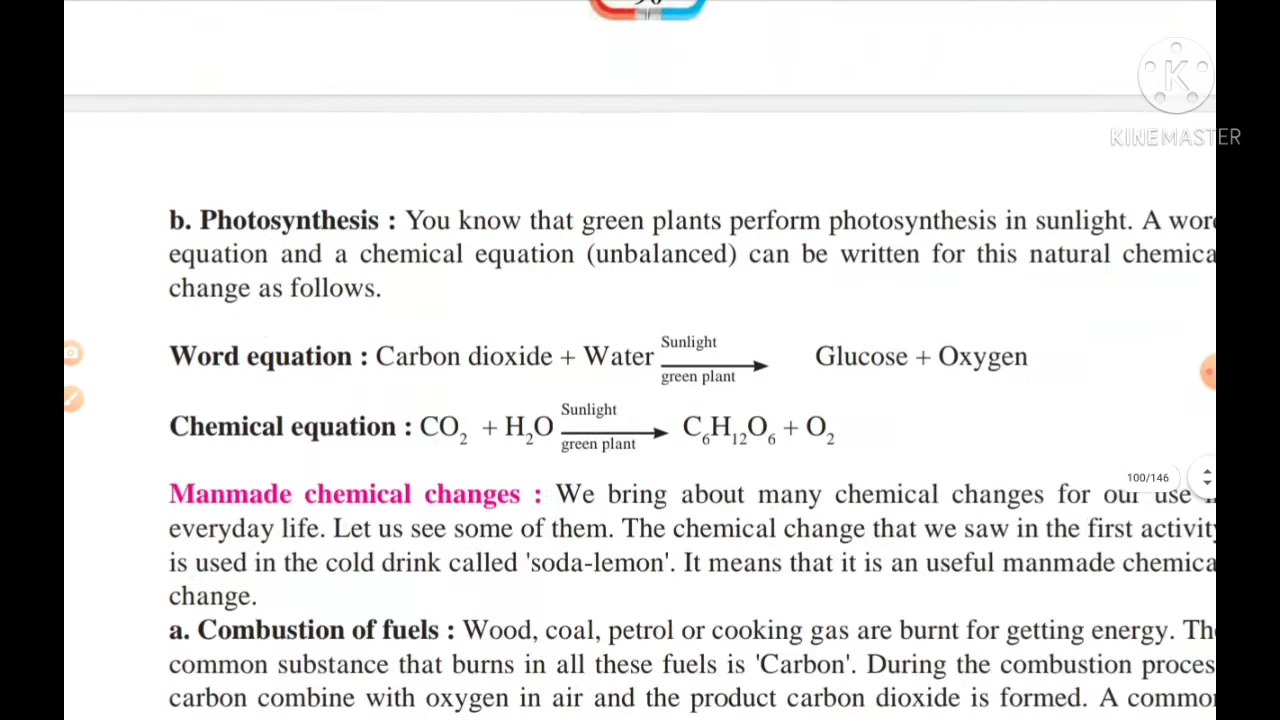 KINEMASTER
b. Photosynthesis : You know that green plants perform photosynthesis in sunlight. A
equation and a chemical equation (unbalanced) can be written for this natural
change as follows.
Word equation : Carbon dioxide + Water Sunlight green plant Glucose + Oxygen
Chemical equation : CO₂ + H₂O Sunlight green plant C₆H₁₂O₆ + O₂
100/146
Manmade chemical changes : We bring about many chemical changes for our use
everyday life. Let us see some of them. The chemical change that we saw in the first
is used in the cold drink called 'soda-lemon'. It means that it is an useful manmade
change.
a. Combustion of fuels : Wood, coal, petrol or cooking gas are burnt for getting energy.
common substance that burns in all these fuels is 'Carbon'. During the combustion
carbon combine with oxygen in air and the product carbon dioxide is formed. A